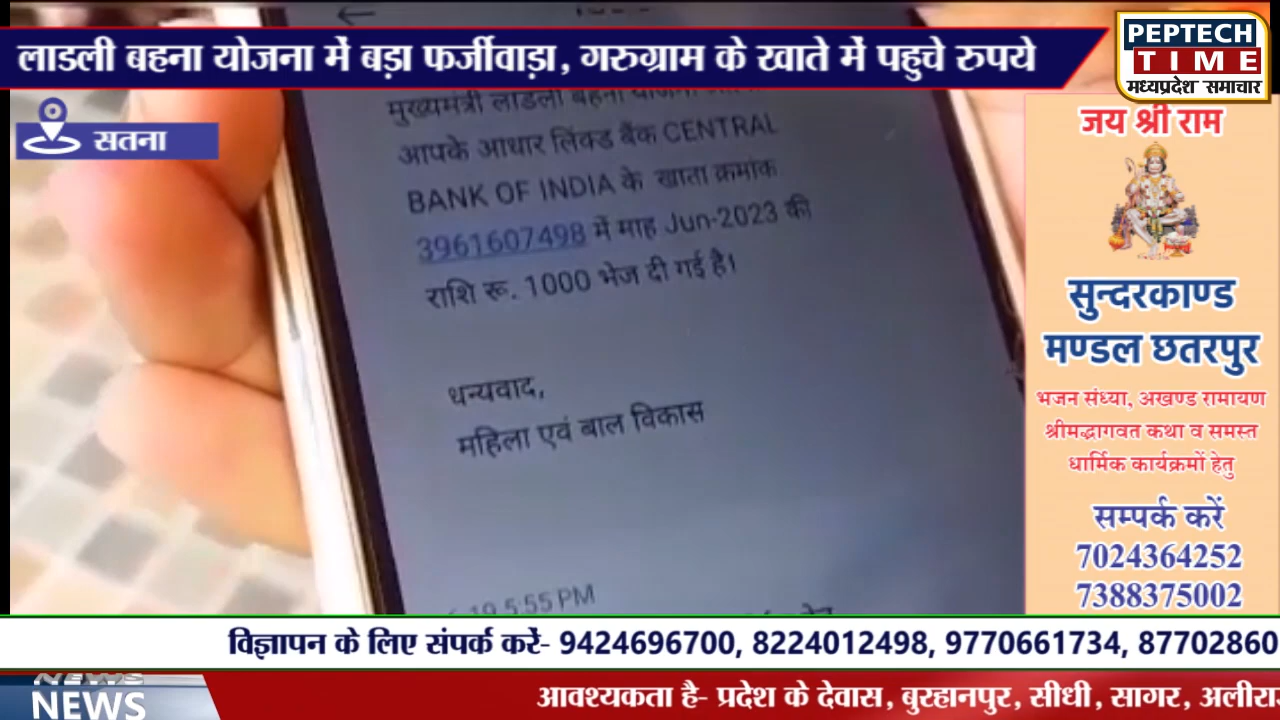 लाडली बहना योजना में बड़ा फर्जीवाड़ा, गरुग्राम के खाते में पहुचे रुपये
PEPTECH
TIME
मध्यप्रदेश समाचार
सतना
मुख्यमंत्री लाडली बहना
आपके आधार लिंक्ड बैंक CENTRAL
BANK OF INDIA के खाता क्रमांक
3961607498 में माह Jun-2023 की
राशि रू. 1000 भेज दी गई है।
धन्यवाद,
महिला एवं बाल विकास
5:55 PM
जय श्री राम
सुन्दरकाण्ड
मण्डल छतरपुर
भजन संध्या, अखण्ड रामायण
श्रीमद्भागवत कथा व समस्त
धार्मिक कार्यक्रमों हेतु
सम्पर्क करें
7024364252
7388375002
विज्ञापन के लिए संपर्क करें- 9424696700, 8224012498, 9770661734, 87702860
NEWS
आवश्यकता है- प्रदेश के देवास, बुरहानपुर, सीधी, सागर, अलीरा